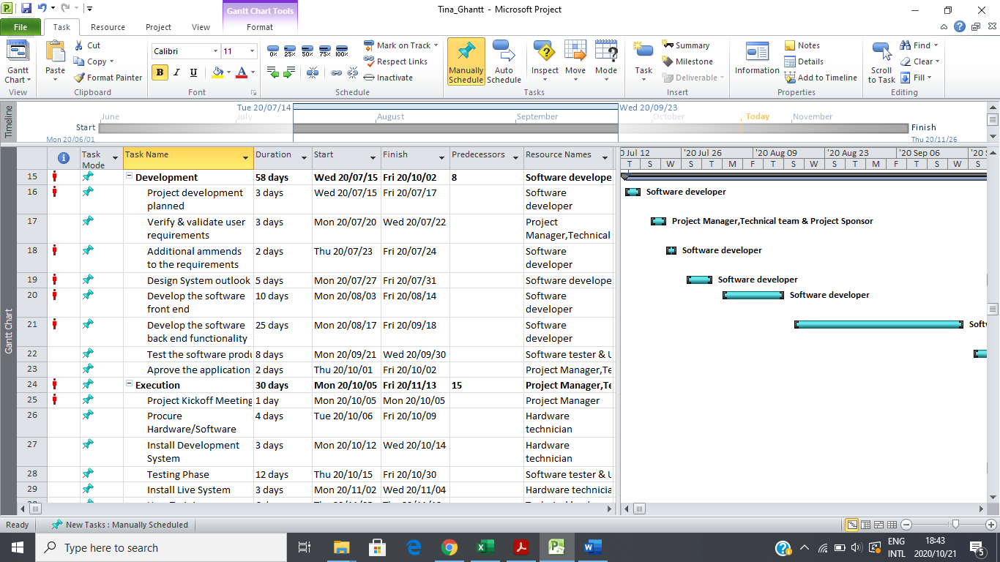 Tina_Ghantt - Microsoft Project
Gantt Chart Tools
File Task Resource Project View Format
Gantt Chart
View
Paste
Cut
Copy
Format Painter
Clipboard
Calibri 11
B I U A
Font
0% 25% 50% 75% 100%
Mark on Track
Respect Links
Inactivate
Schedule
Manually Schedule
Auto Schedule
Inspect Move Mode
Tasks
Task
Summary
Milestone
Deliverable
Insert
Information
Notes
Details
Add to Timeline
Properties
Scroll to Task
Find
Clear
Fill
Editing
Timeline
Tue 20/07/14 Wed 20/09/23
June July August September October Today November
Start Finish
Mon 20/06/01 Thu 20/11/26
Gantt Chart
Task Mode Task Name Duration Start Finish Predecessors Resource Names
15 Development 58 days Wed 20/07/15 Fri 20/10/02 8 Software develope
16 Project development planned 3 days Wed 20/07/15 Fri 20/07/17 Software developer
17 Verify & validate user requirements 3 days Mon 20/07/20 Wed 20/07/22 Project Manager,Technical
18 Additional ammends to the requirements 2 days Thu 20/07/23 Fri 20/07/24 Software developer
19 Design System outlook 5 days Mon 20/07/27 Fri 20/07/31 Software develope
20 Develop the software front end 10 days Mon 20/08/03 Fri 20/08/14 Software developer
21 Develop the software back end functionality 25 days Mon 20/08/17 Fri 20/09/18 Software developer
22 Test the software produ 8 days Mon 20/09/21 Wed 20/09/30 Software tester & U
23 Aprove the application 2 days Thu 20/10/01 Fri 20/10/02 Project Manager,Te
24 Execution 30 days Mon 20/10/05 Fri 20/11/13 15 Project Manager,Te
25 Project Kickoff Meeting 1 day Mon 20/10/05 Mon 20/10/05 Project Manager
26 Procure Hardware/Software 4 days Tue 20/10/06 Fri 20/10/09 Hardware technician
27 Install Development System 3 days Mon 20/10/12 Wed 20/10/14 Hardware technician
28 Testing Phase 12 days Thu 20/10/15 Fri 20/10/30 Software tester & U
29 Install Live System 3 days Mon 20/11/02 Wed 20/11/04 Hardware technicia
0 Jul 12 '20 Jul 26 '20 Aug 09 '20 Aug 23 '20 Sep 06 '20 S
T S W S T M F T S W S T M F T S W S
Software developer
Project Manager,Technical team & Project Sponsor
Software developer
Software developer
Software developer
Softw
Ready New Tasks : Manually Scheduled
Type here to search
ENG
INTL
18:43
2020/10/21
5